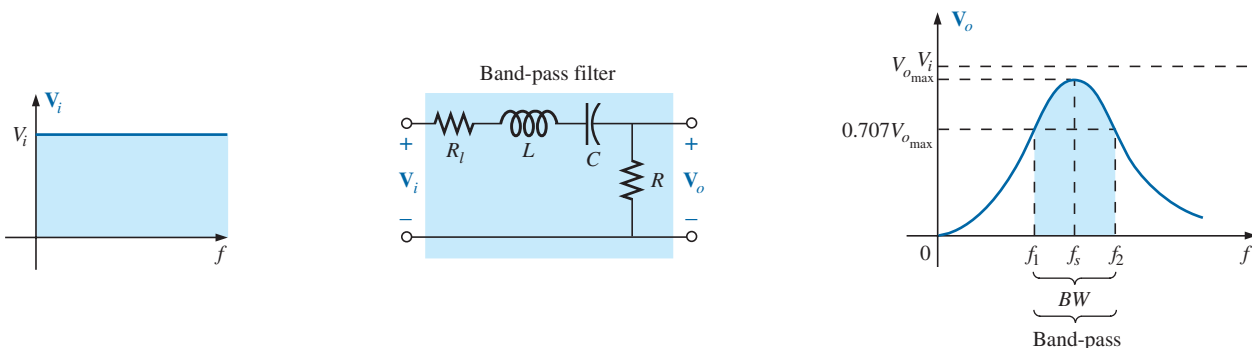 V_i
V_i
f
Band-pass filter
R_l
L
C
+
V_i
–
R
+
V_o
–
V_o
V_i
V_o_max
0.707V_o_max
0
f_1
f_s
f_2
f
BW
Band-pass